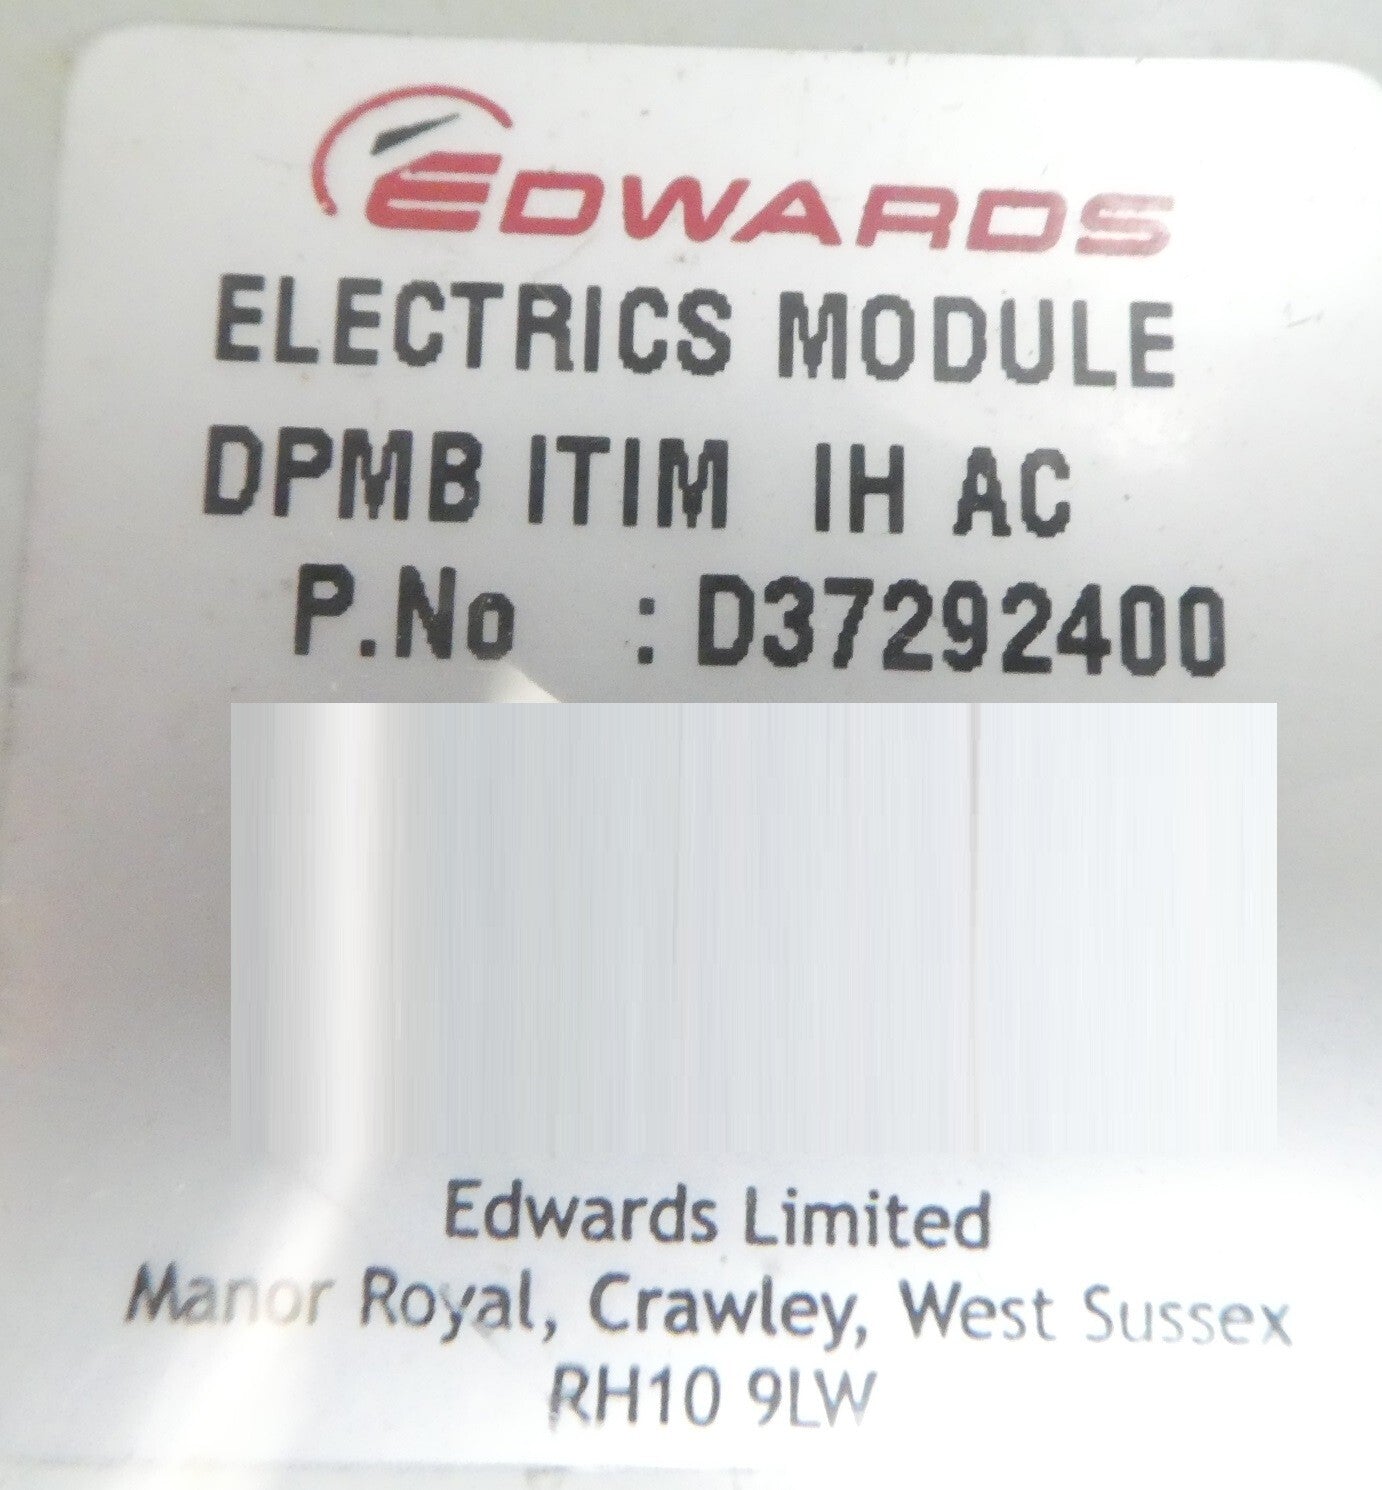 EDWARDS
ELECTRICS MODULE
DPMB ITIM IH AC
P.No : D37292400
Edwards Limited
Manor Royal, Crawley, West Sussex
RH10 9LW